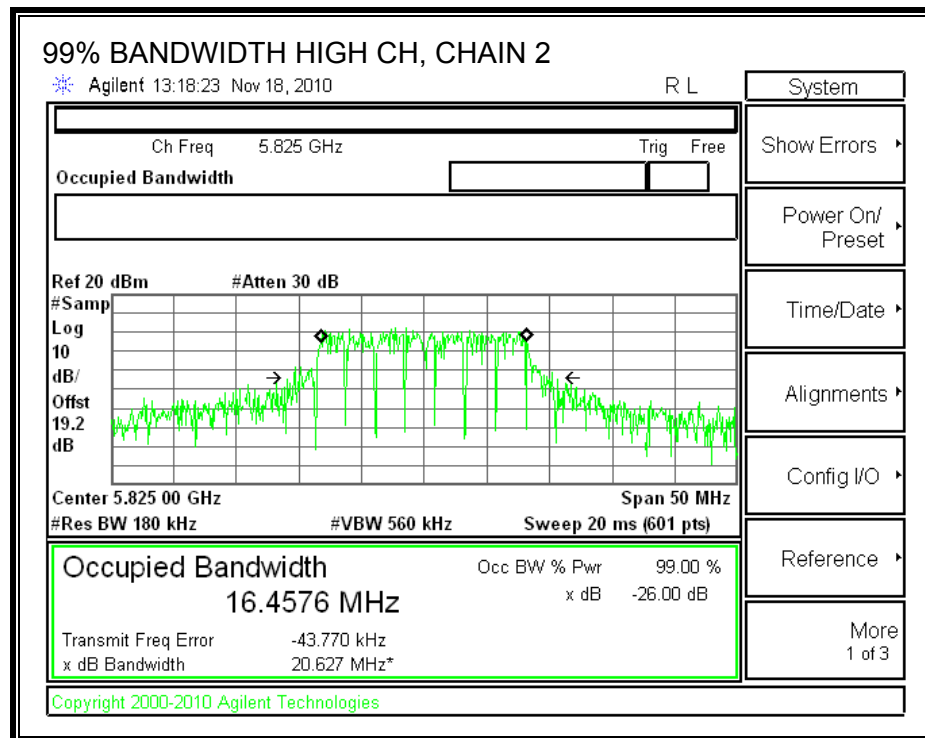 99% BANDWIDTH HIGH CH, CHAIN 2
Agilent 13:18:23 Nov 18, 2010 R L
System
Ch Freq 5.825 GHz Trig Free
Occupied Bandwidth
Show Errors
Power On/
Preset
Time/Date
Alignments
Config I/O
Reference
More
1 of 3
Ref 20 dBm #Atten 30 dB
#Samp
Log
10
dB/
Offst
19.2
dB
Center 5.825 00 GHz Span 50 MHz
#Res BW 180 kHz #VBW 560 kHz Sweep 20 ms (601 pts)
Occupied Bandwidth Occ BW % Pwr 99.00 %
16.4576 MHz x dB -26.00 dB
Transmit Freq Error -43.770 kHz
x dB Bandwidth 20.627 MHz*
Copyright 2000-2010 Agilent Technologies